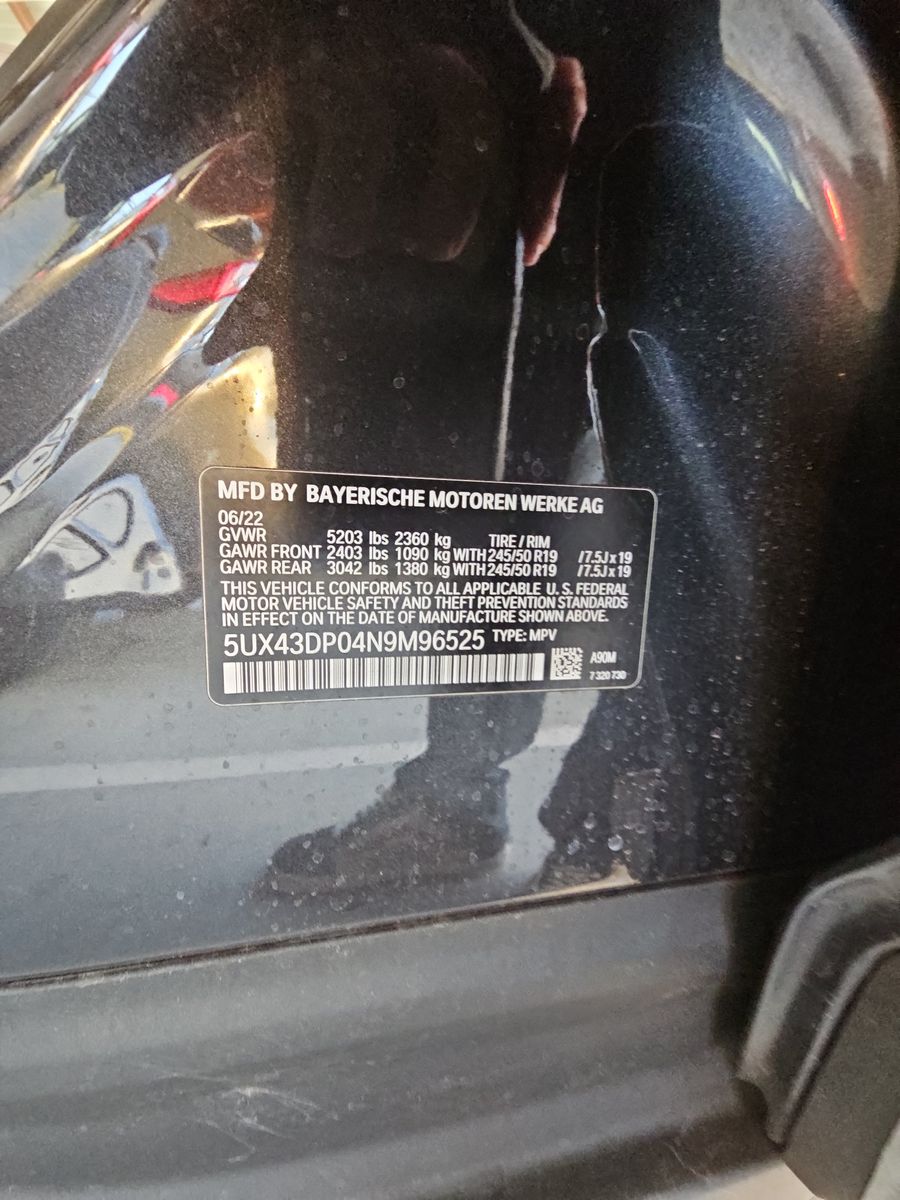 MFD BY BAYERISCHE MOTOREN WERKE AG
06/22
GVWR 5203 lbs 2360 kg TIRE / RIM
GAWR FRONT 2403 lbs 1090 kg WITH 245/50 R19 /7.5J x 19
GAWR REAR 3042 lbs 1380 kg WITH 245/50 R19 /7.5J x 19
THIS VEHICLE CONFORMS TO ALL APPLICABLE U.S. FEDERAL
MOTOR VEHICLE SAFETY AND THEFT PREVENTION STANDARDS
IN EFFECT ON THE DATE OF MANUFACTURE SHOWN ABOVE.
5UX43DP04N9M96525 TYPE: MPV
A90M
7 320 730